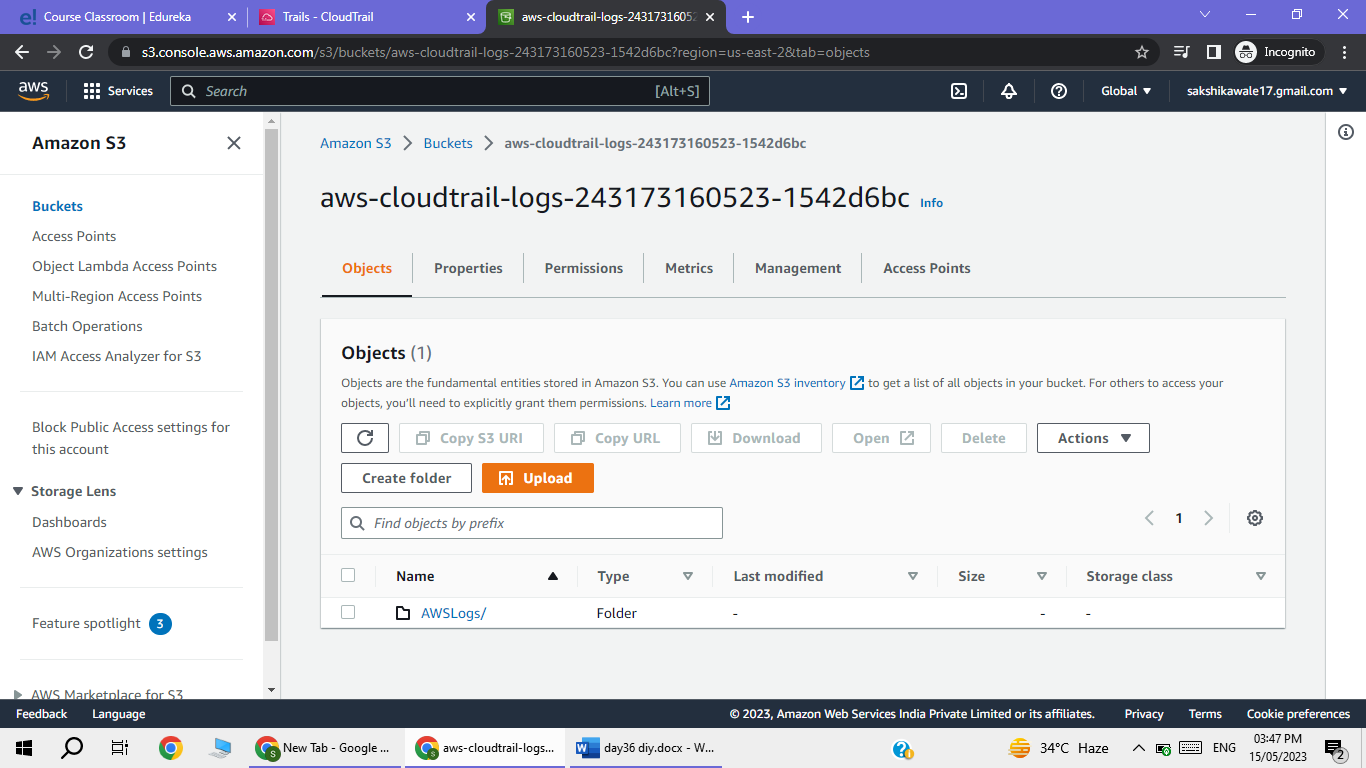 Course Classroom | Edureka
Trails - CloudTrail
aws-cloudtrail-logs-24317316052
s3.console.aws.amazon.com/s3/buckets/aws-cloudtrail-logs-243173160523-1542d6bc?region=us-east-2&tab=objects
Incognito
aws
Services
Search
[Alt+S]
Global
sakshikawale17.gmail.com
Amazon S3
Buckets
Access Points
Object Lambda Access Points
Multi-Region Access Points
Batch Operations
IAM Access Analyzer for S3
Block Public Access settings for
this account
Storage Lens
Dashboards
AWS Organizations settings
Feature spotlight 3
AWS Marketplace for S3
Amazon S3 > Buckets > aws-cloudtrail-logs-243173160523-1542d6bc
aws-cloudtrail-logs-243173160523-1542d6bc Info
Objects
Properties
Permissions
Metrics
Management
Access Points
Objects (1)
Objects are the fundamental entities stored in Amazon S3. You can use Amazon S3 inventory to get a list of all objects in your bucket. For others to access your
objects, you'll need to explicitly grant them permissions. Learn more
Copy S3 URI
Copy URL
Download
Open
Delete
Actions
Create folder
Upload
Find objects by prefix
1
Name
Type
Last modified
Size
Storage class
AWSLogs/
Folder
-
-
-
Feedback
Language
© 2023, Amazon Web Services India Private Limited or its affiliates.
Privacy
Terms
Cookie preferences
New Tab - Google ...
aws-cloudtrail-logs...
day36 diy.docx - W...
34°C Haze
ENG
03:47 PM
15/05/2023
2